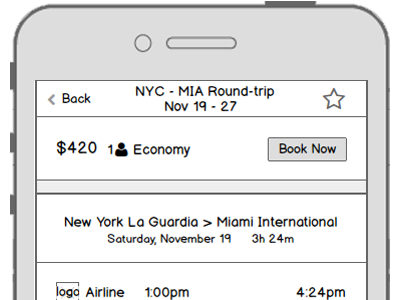 Back
NYC - MIA Round-trip
Nov 19 - 27
$420 1 Economy
Book Now
New York La Guardia > Miami International
Saturday, November 19 3h 24m
logo Airline 1:00pm 4:24pm